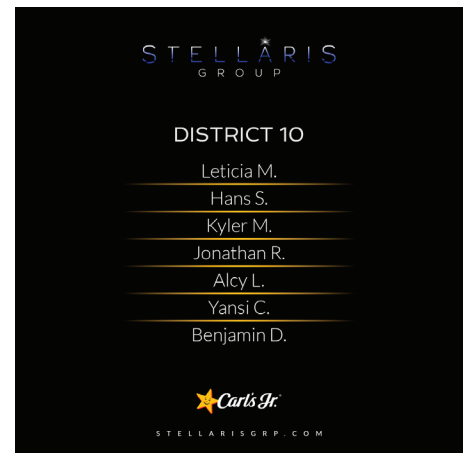 STELLARIS
GROUP
DISTRICT 10
Leticia M.
Hans S.
Kyler M.
Jonathan R.
Alcy L.
Yansi C.
Benjamin D.
Carl's Jr.
STELLARISGRP.COM